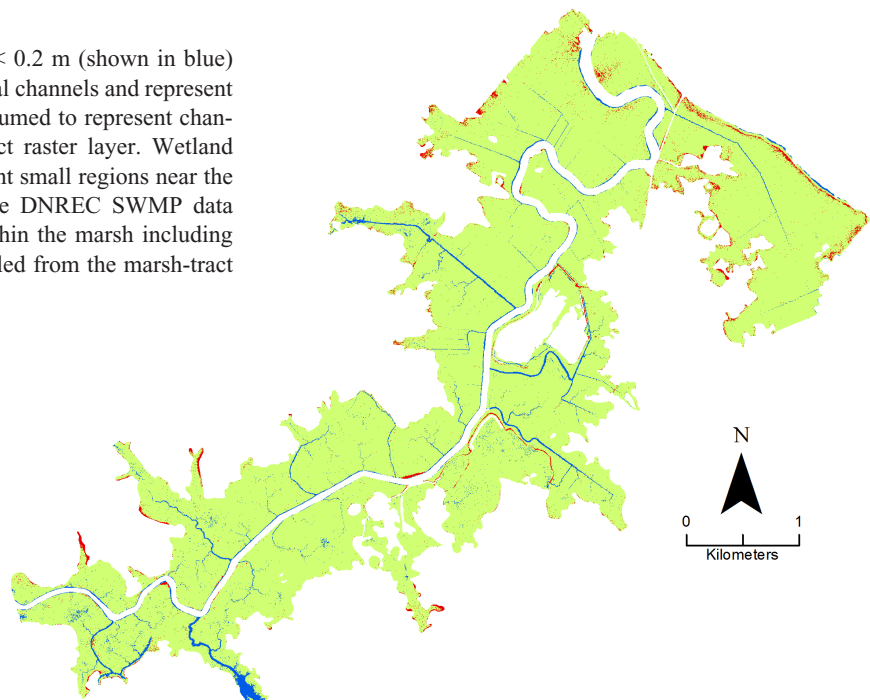 < 0.2 m (shown in blue)
al channels and represent
umed to represent chan-
ct raster layer. Wetland
nt small regions near the
e DNREC SWMP data
thin the marsh including
led from the marsh-tract
N
0 1
Kilometers